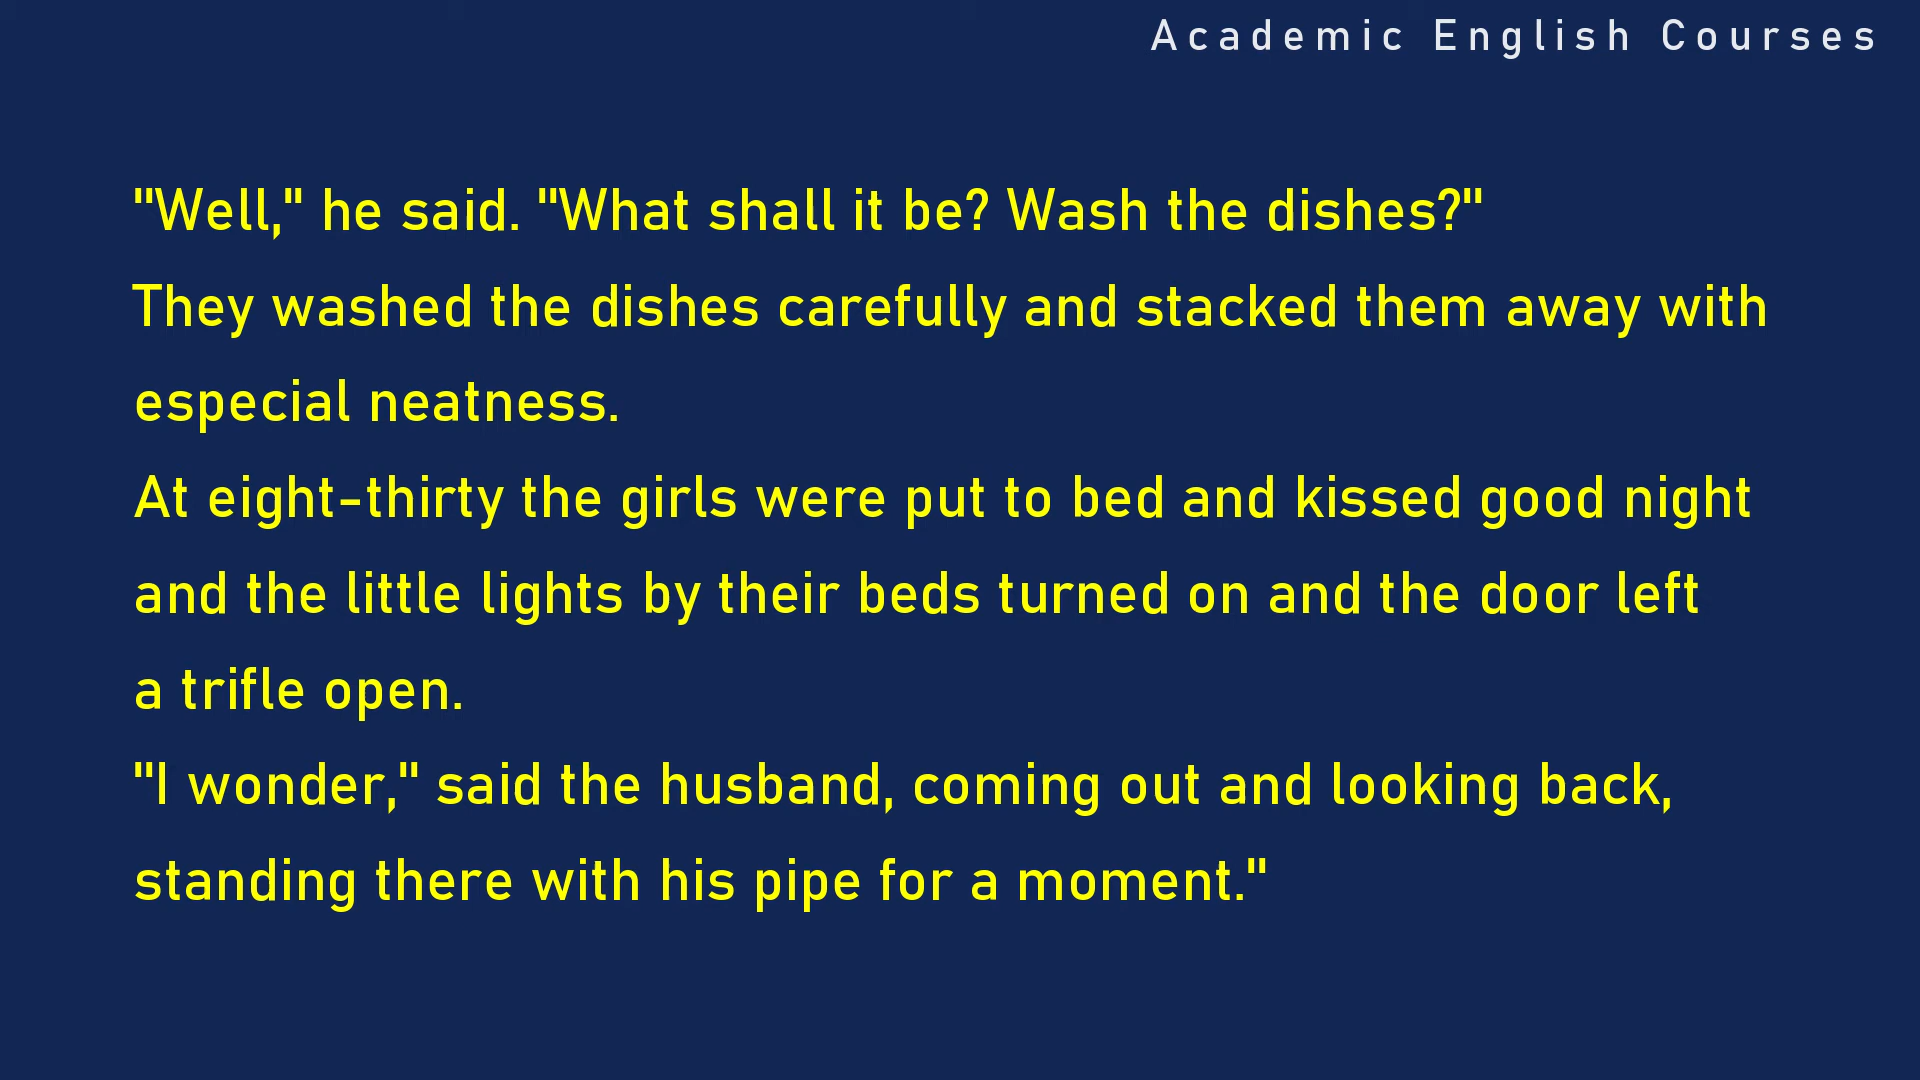 Academic English Courses
"Well," he said. "What shall it be? Wash the dishes?"
They washed the dishes carefully and stacked them away with
especial neatness.
At eight-thirty the girls were put to bed and kissed good night
and the little lights by their beds turned on and the door left
a trifle open.
"I wonder," said the husband, coming out and looking back,
standing there with his pipe for a moment."